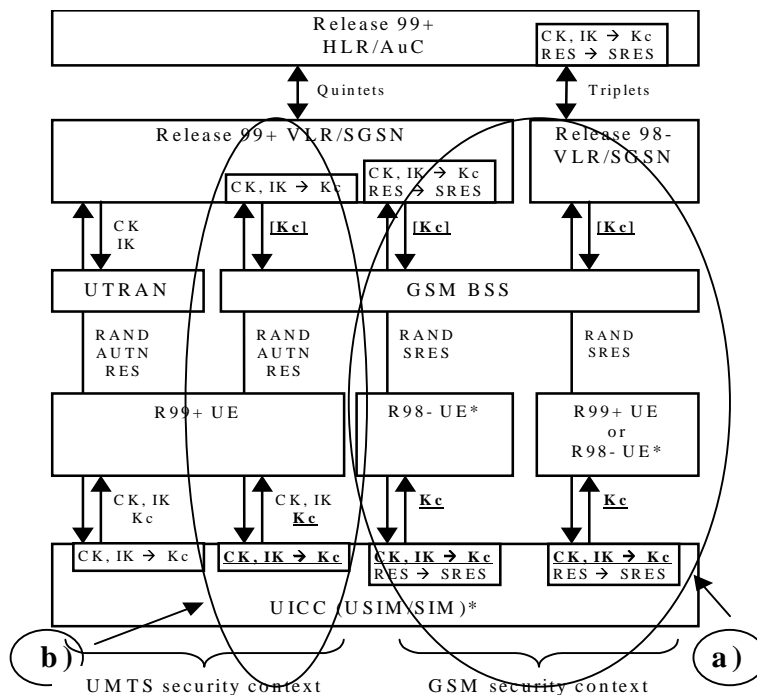 Release 99+
HLR/AuC
CK, IK → Kc
RES → SRES
Quintets
Triplets
Release 99+ VLR/SGSN
CK, IK → Kc
CK, IK → Kc
RES → SRES
Release 98-
VLR/SGSN
CK
IK
[Kc]
[Kc]
[Kc]
UTRAN
GSM BSS
RAND
AUTN
RES
RAND
AUTN
RES
RAND
SRES
RAND
SRES
R99+ UE
R98- UE*
R99+ UE
or
R98- UE*
CK, IK
Kc
CK, IK
Kc
Kc
Kc
CK, IK → Kc
CK, IK → Kc
CK, IK → Kc
RES → SRES
CK, IK → Kc
RES → SRES
UICC (USIM/SIM)*
b)
a)
UMTS security context
GSM security context